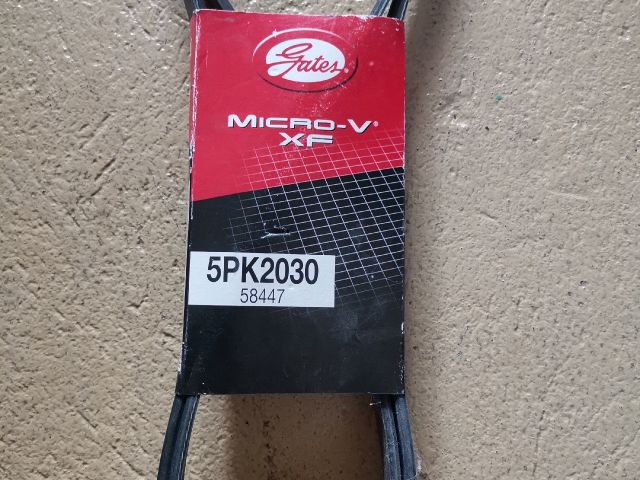 Gates
MICRO-V®
XF
5PK2030
58447